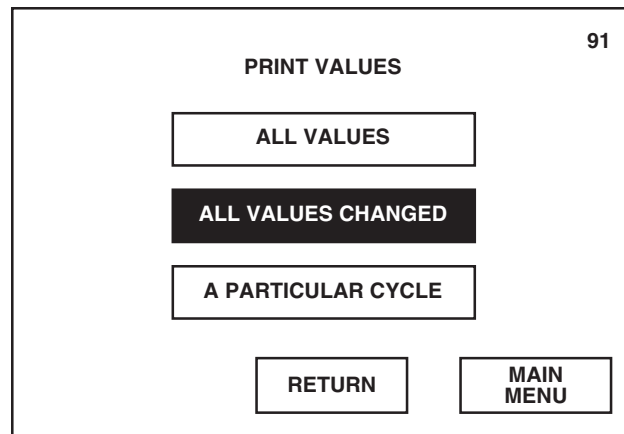 91
PRINT VALUES
ALL VALUES
ALL VALUES CHANGED
A PARTICULAR CYCLE
RETURN
MAIN
MENU